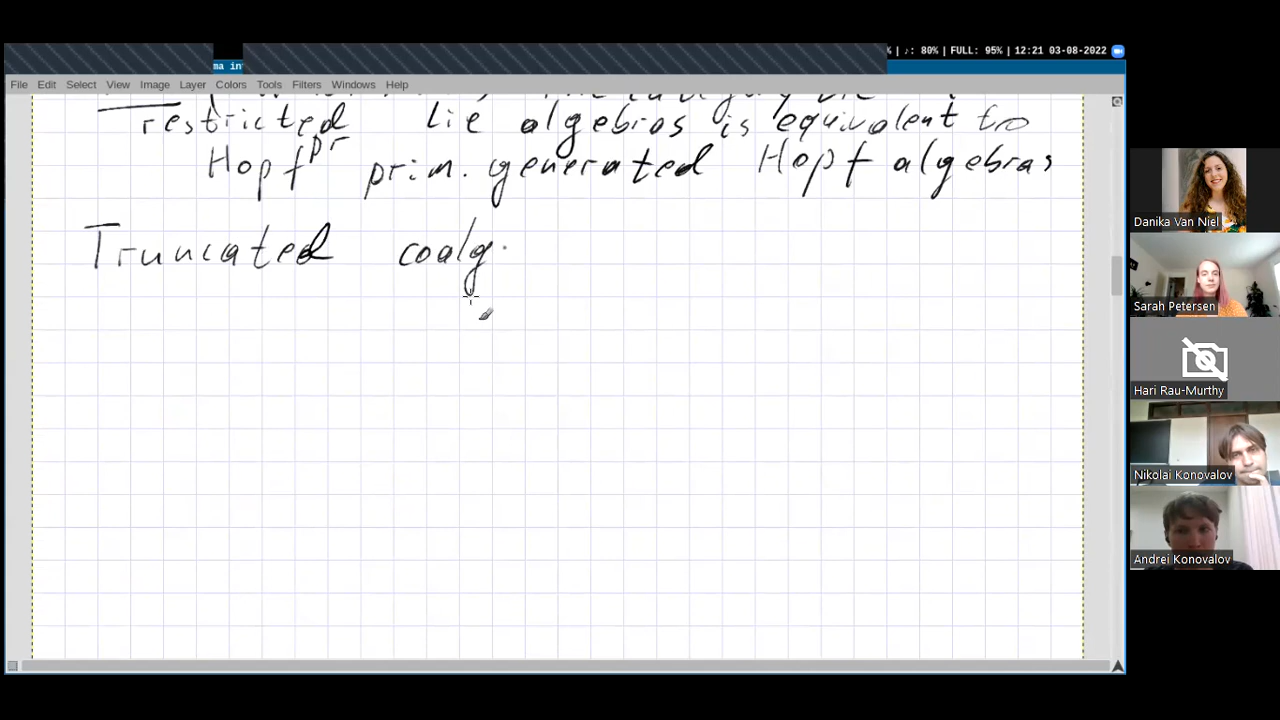 %| ♪: 80% | FULL: 95% | 12:21 03-08-2022
File Edit Select View Image Layer Colors Tools Filters Windows Help
restricted Lie algebras is equivalent to
Hopf^pr prim. generated Hopf algebras
Truncated coalg.
Danika Van Niel
Sarah Petersen
Hari Rau-Murthy
Nikolai Konovalov
Andrei Konovalov